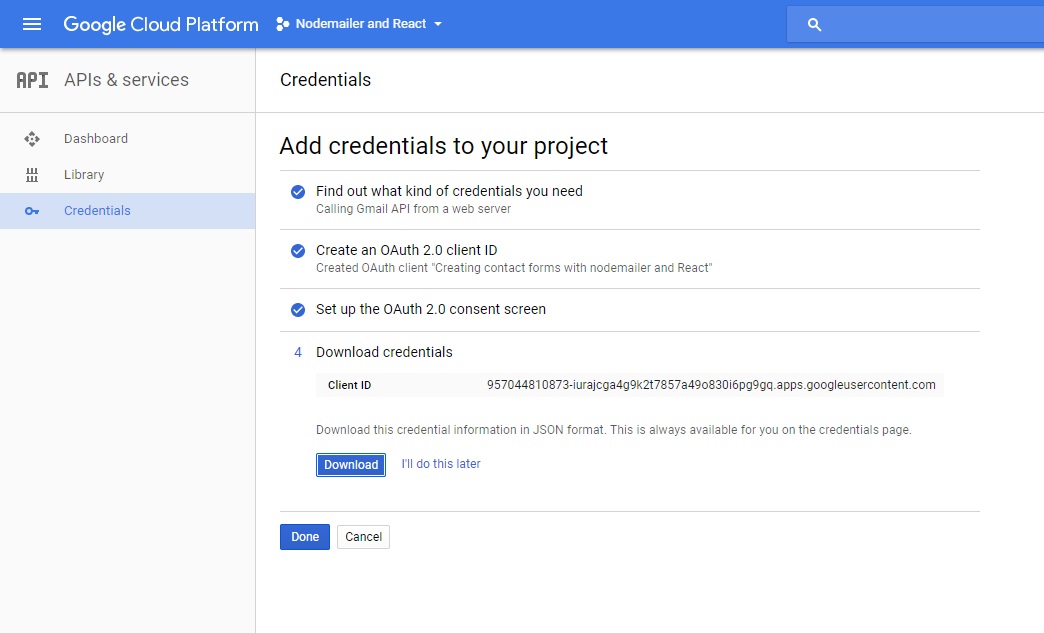 Google Cloud Platform Nodemailer and React
API APIs & services
Credentials
Dashboard
Library
Credentials
Add credentials to your project
Find out what kind of credentials you need
Calling Gmail API from a web server
Create an OAuth 2.0 client ID
Created OAuth client "Creating contact forms with nodemailer and React"
Set up the OAuth 2.0 consent screen
4 Download credentials
Client ID 957044810873-iurajcga4g9k2t7857a49o830i6pg9gq.apps.googleusercontent.com
Download this credential information in JSON format. This is always available for you on the credentials page.
Download I'll do this later
Done Cancel